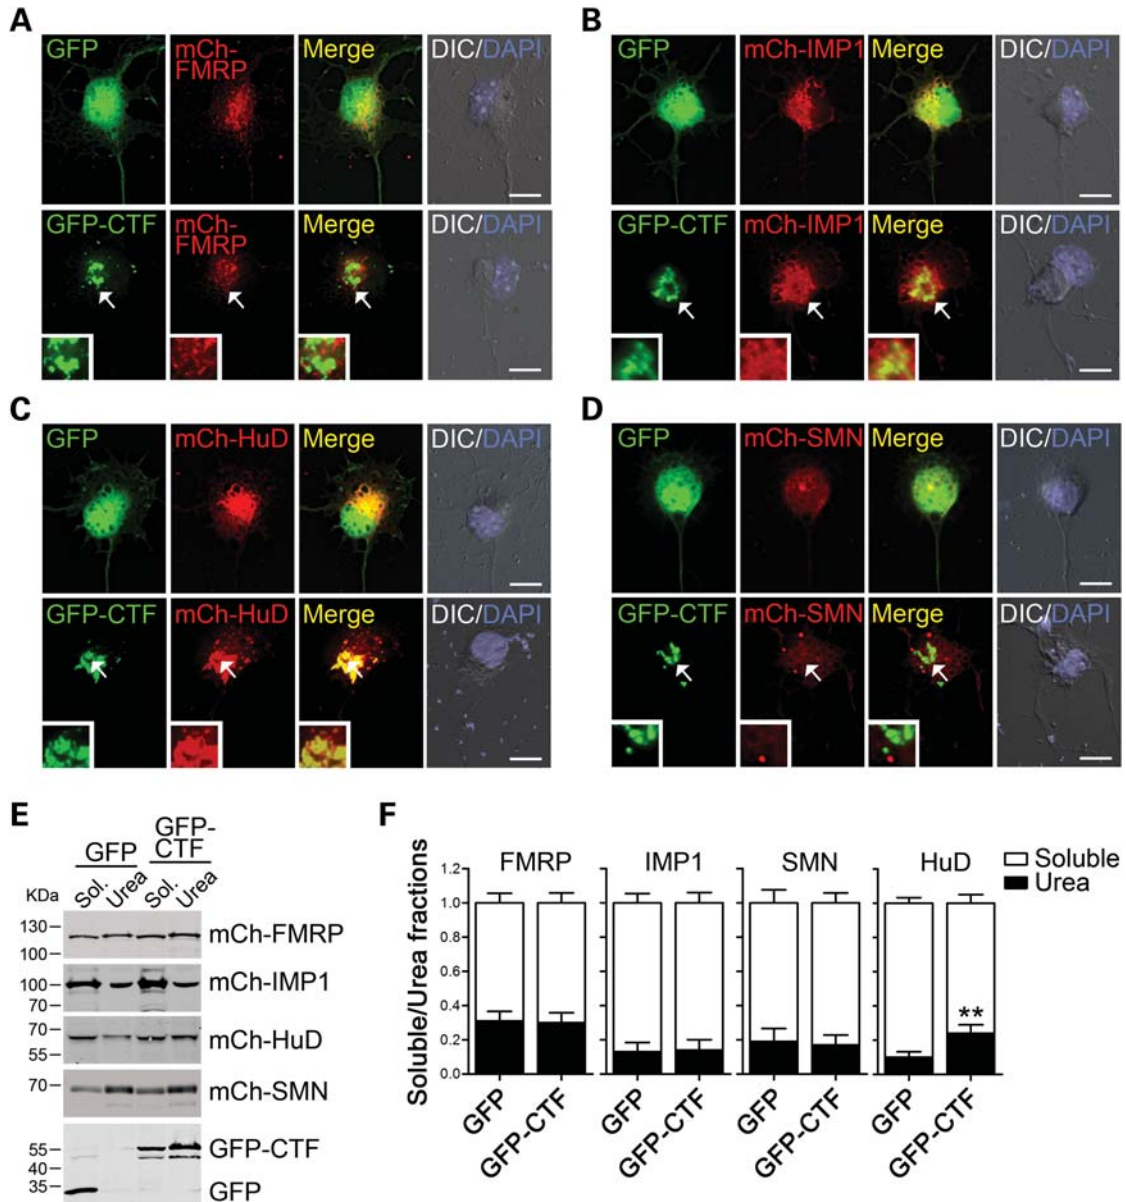 A
GFP
mCh-FMRP
Merge
DIC/DAPI
GFP-CTF
mCh-FMRP
Merge
DIC/DAPI
B
GFP
mCh-IMP1
Merge
DIC/DAPI
GFP-CTF
mCh-IMP1
Merge
DIC/DAPI
C
GFP
mCh-HuD
Merge
DIC/DAPI
GFP-CTF
mCh-HuD
Merge
DIC/DAPI
D
GFP
mCh-SMN
Merge
DIC/DAPI
GFP-CTF
mCh-SMN
Merge
DIC/DAPI
E
GFP
GFP-CTF
KDa
Sol.
Urea
Sol.
Urea
130
100
mCh-FMRP
100
70
mCh-IMP1
70
55
mCh-HuD
70
mCh-SMN
55
40
35
GFP-CTF
GFP
F
Soluble/Urea fractions
1.2
1.0
0.8
0.6
0.4
0.2
0.0
FMRP
IMP1
SMN
HuD
**
Soluble
Urea
GFP
GFP-CTF
GFP
GFP-CTF
GFP
GFP-CTF
GFP
GFP-CTF